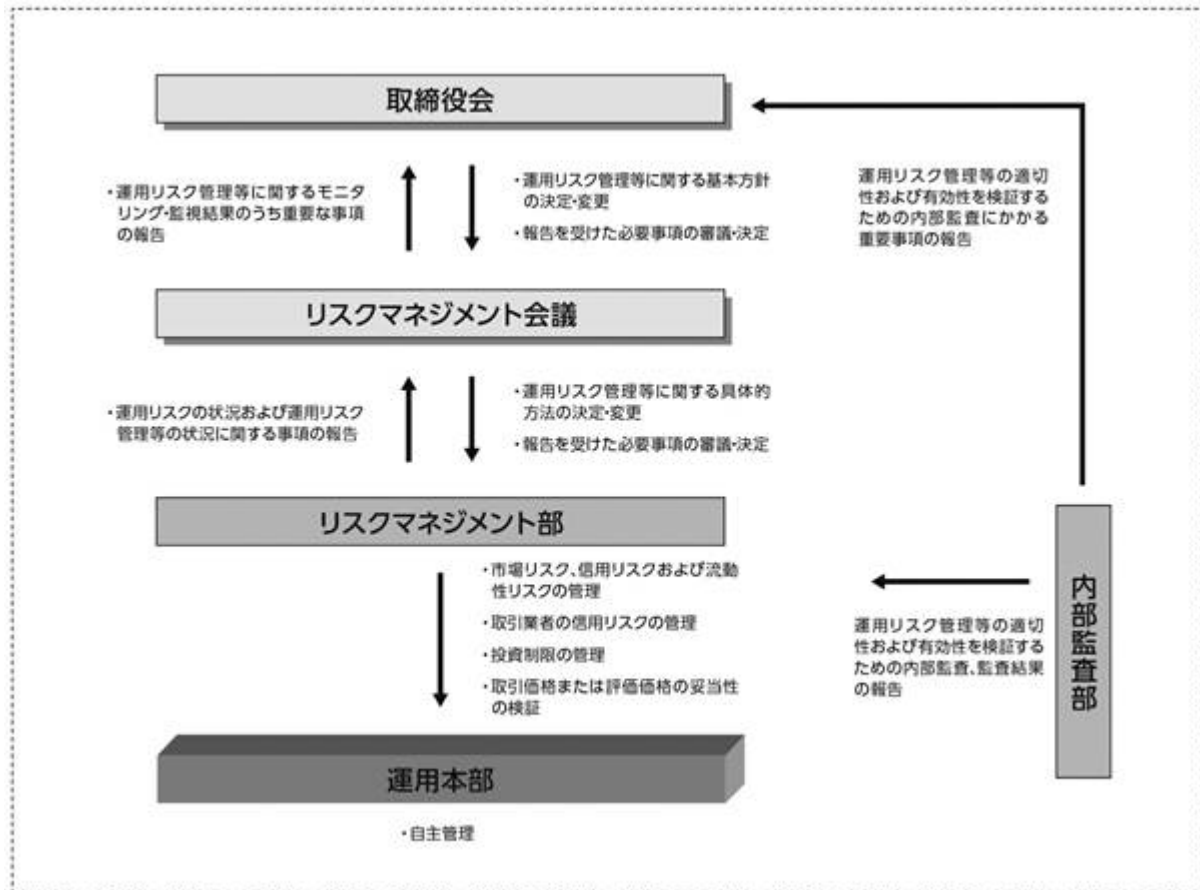 取締役会
・運用リスク管理等に関するモニタ
リング・監視結果のうち重要な事項
の報告
・運用リスク管理等に関する基本方針
の決定・変更
・報告を受けた必要事項の審議・決定
運用リスク管理等の適切
性および有効性を検証する
ための内部監査にかかる
重要事項の報告
リスクマネジメント会議
・運用リスクの状況および運用リスク
管理等の状況に関する事項の報告
・運用リスク管理等に関する具体的
方法の決定・変更
・報告を受けた必要事項の審議・決定
リスクマネジメント部
・市場リスク、信用リスクおよび流動
性リスクの管理
・取引業者の信用リスクの管理
・投資制限の管理
・取引価格または評価価格の妥当性
の検証
運用リスク管理等の適切
性および有効性を検証する
ための内部監査、監査結果
の報告
内部監査部
運用本部
・自主管理